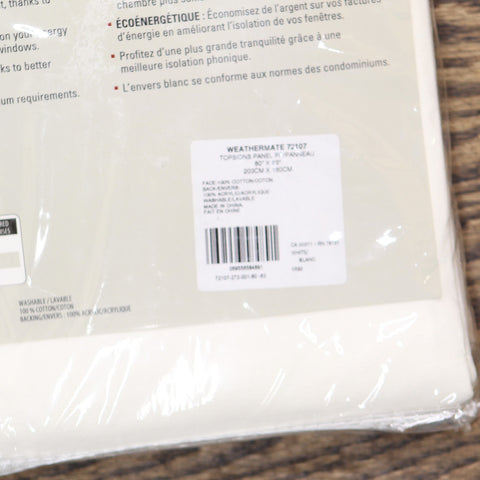 t, thanks to
on your energy
windows.
ks to better
um requirements.
chambre plus
• ÉCOÉNERGÉTIQUE : Économisez de l'argent sur vos factures
d'énergie en améliorant l'isolation de vos fenêtres.
• Profitez d'une plus grande tranquilité grâce à une
meilleure isolation phonique.
• L'envers blanc se conforme aux normes des condominiums.
WEATHERMATE 72107
TOPSIONS PANEL PANNEAU
80" X
203CM X
FACE:100% COTTON/COTON
BACK/ENVERS:
100% ACRYLIC/ACRYLIQUE
WASHABLE/LAVABLE
MADE IN CHINA
FAIT EN CHINE
WHITE/
BLANC
WASHABLE / LAVABLE
100 % COTTON/COTON
BACKING/ENVERS : 100% ACRYLIC/ACRYLIQUE